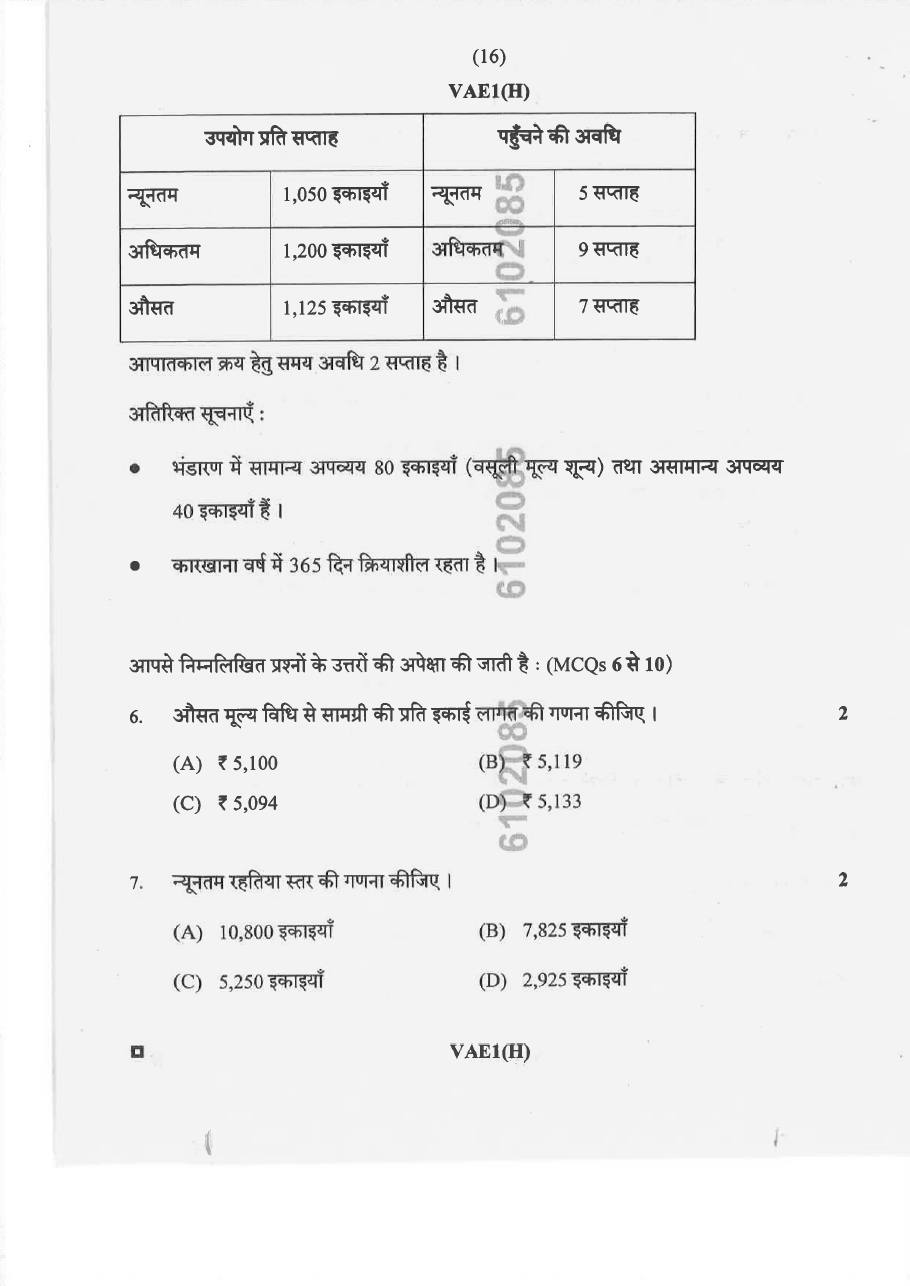 (16)
VAE1(H)
उपयोग प्रति सप्ताह पहुँचने की अवधि
न्यूनतम 1,050 इकाइयाँ न्यूनतम 5 सप्ताह
अधिकतम 1,200 इकाइयाँ अधिकतम 9 सप्ताह
औसत 1,125 इकाइयाँ औसत 7 सप्ताह
6102085
आपातकाल क्रय हेतु समय अवधि 2 सप्ताह है ।
अतिरिक्त सूचनाएँ :
● भंडारण में सामान्य अपव्यय 80 इकाइयाँ (वसूली मूल्य शून्य) तथा असामान्य अपव्यय
40 इकाइयाँ हैं ।
● कारखाना वर्ष में 365 दिन क्रियाशील रहता है ।
6102085
आपसे निम्नलिखित प्रश्नों के उत्तरों की अपेक्षा की जाती है : (MCQs 6 से 10)
6. औसत मूल्य विधि से सामग्री की प्रति इकाई लागत की गणना कीजिए । 2
(A) ₹ 5,100 (B) ₹ 5,119
(C) ₹ 5,094 (D) ₹ 5,133
6102085
7. न्यूनतम रहतिया स्तर की गणना कीजिए । 2
(A) 10,800 इकाइयाँ (B) 7,825 इकाइयाँ
(C) 5,250 इकाइयाँ (D) 2,925 इकाइयाँ
VAE1(H)